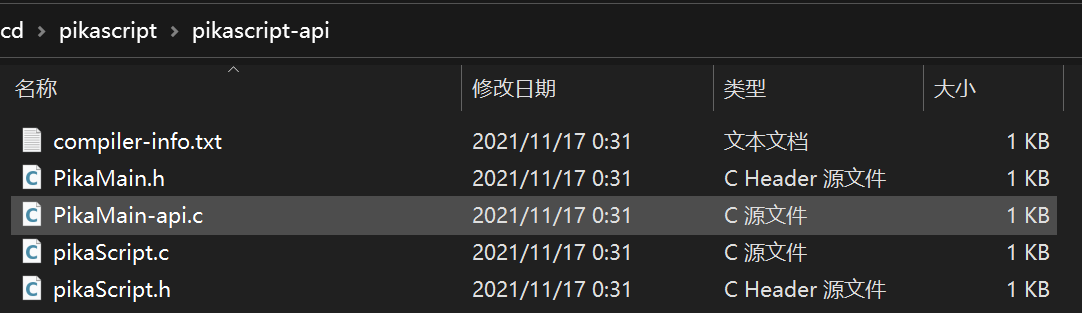 cd > pikascript > pikascript-api
名称 修改日期 类型 大小
compiler-info.txt 2021/11/17 0:31 文本文档 1 KB
PikaMain.h 2021/11/17 0:31 C Header 源文件 1 KB
PikaMain-api.c 2021/11/17 0:31 C 源文件 1 KB
pikaScript.c 2021/11/17 0:31 C 源文件 1 KB
pikaScript.h 2021/11/17 0:31 C Header 源文件 1 KB